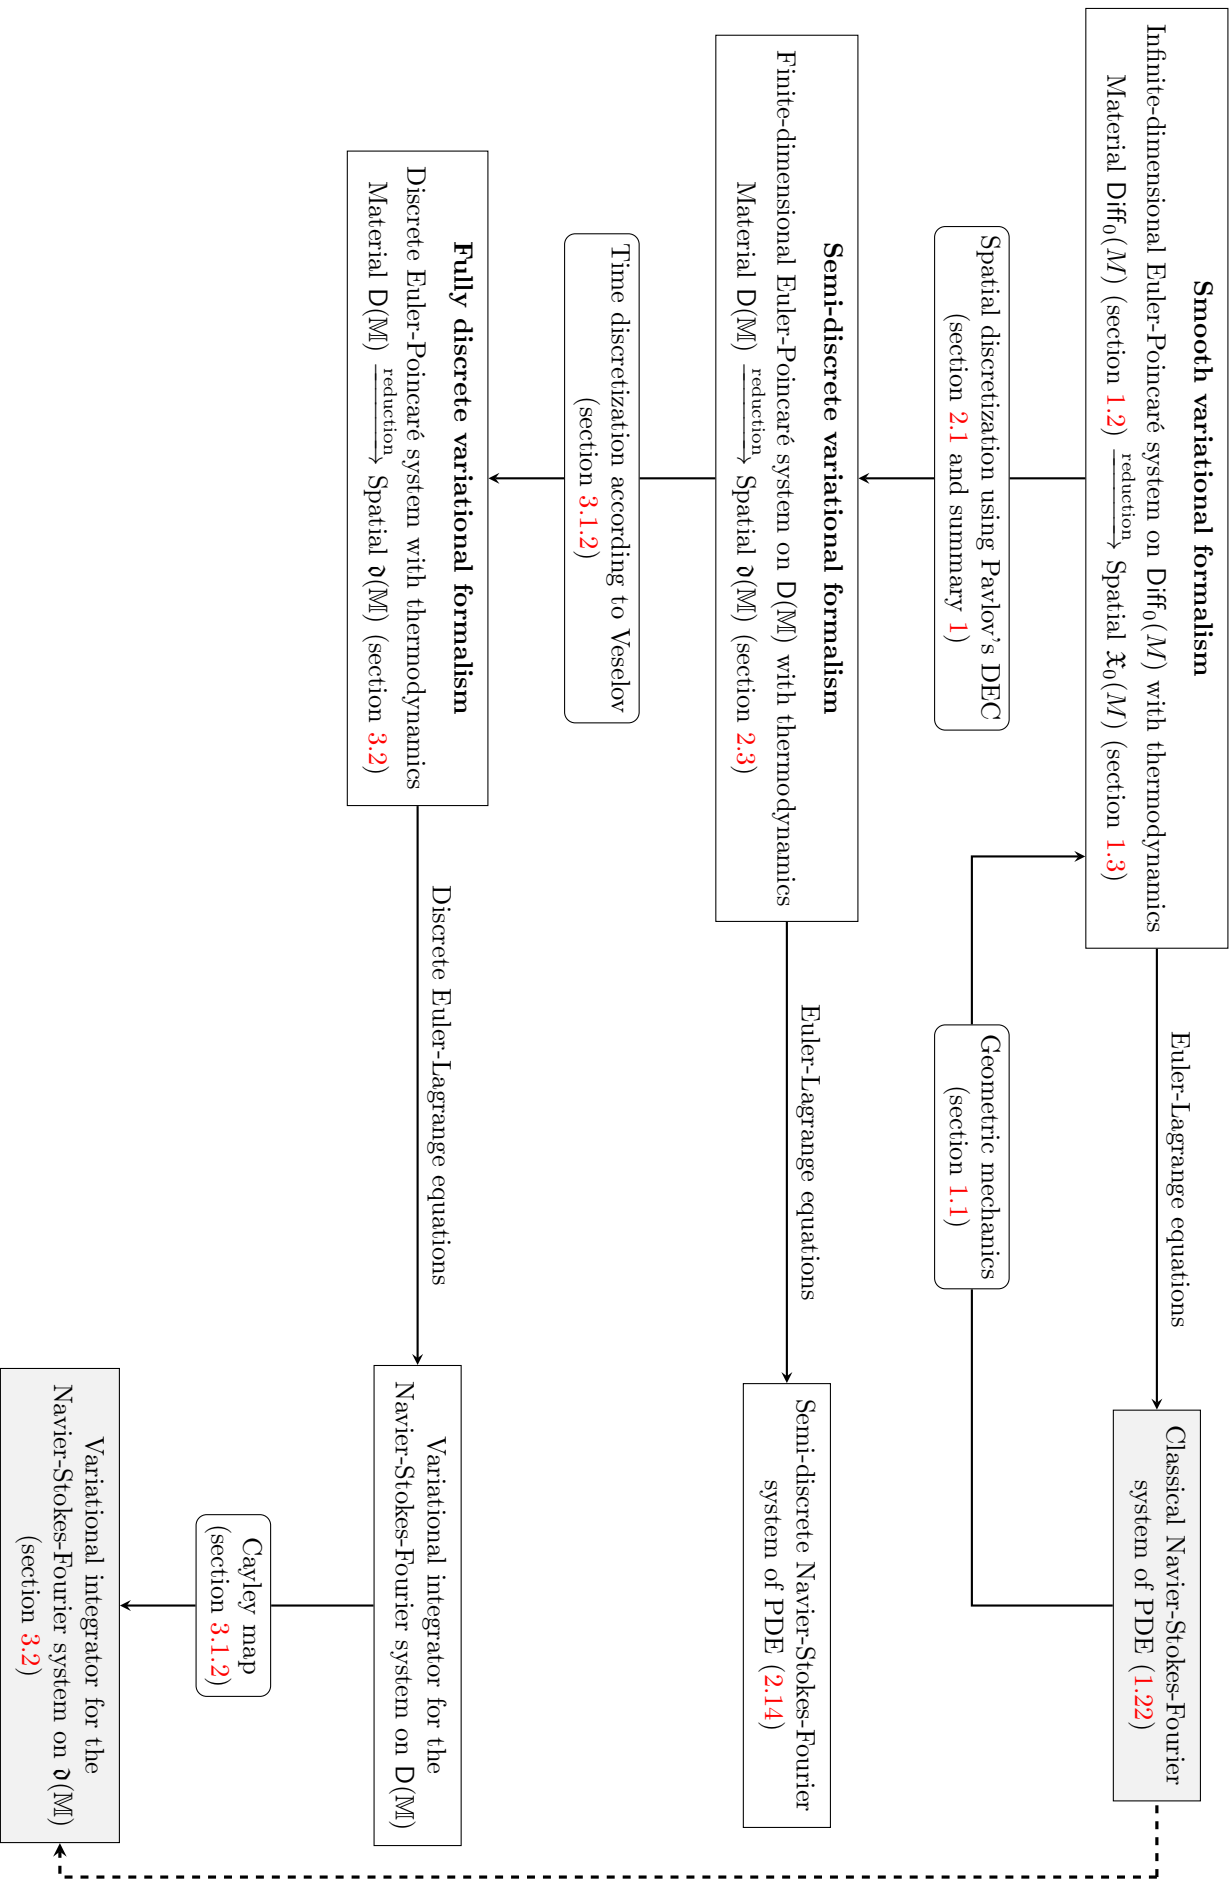 Smooth variational formalism
Infinite-dimensional Euler-Poincaré system on Diff₀(M) with thermodynamics
Material Diff₀(M) (section 1.2) reduction⟶ Spatial 𝔛₀(M) (section 1.3)
Euler-Lagrange equations
Classical Navier-Stokes-Fourier
system of PDE (1.22)
Spatial discretization using Pavlov's DEC
(section 2.1 and summary 1)
Geometric mechanics
(section 1.1)
Semi-discrete variational formalism
Finite-dimensional Euler-Poincaré system on D(𝕄) with thermodynamics
Material D(𝕄) reduction⟶ Spatial 𝔡(𝕄) (section 2.3)
Euler-Lagrange equations
Semi-discrete Navier-Stokes-Fourier
system of PDE (2.14)
Time discretization according to Veselov
(section 3.1.2)
Fully discrete variational formalism
Discrete Euler-Poincaré system with thermodynamics
Material D(𝕄) reduction⟶ Spatial 𝔡(𝕄) (section 3.2)
Discrete Euler-Lagrange equations
Variational integrator for the
Navier-Stokes-Fourier system on D(𝕄)
Cayley map
(section 3.1.2)
Variational integrator for the
Navier-Stokes-Fourier system on 𝔡(𝕄)
(section 3.2)